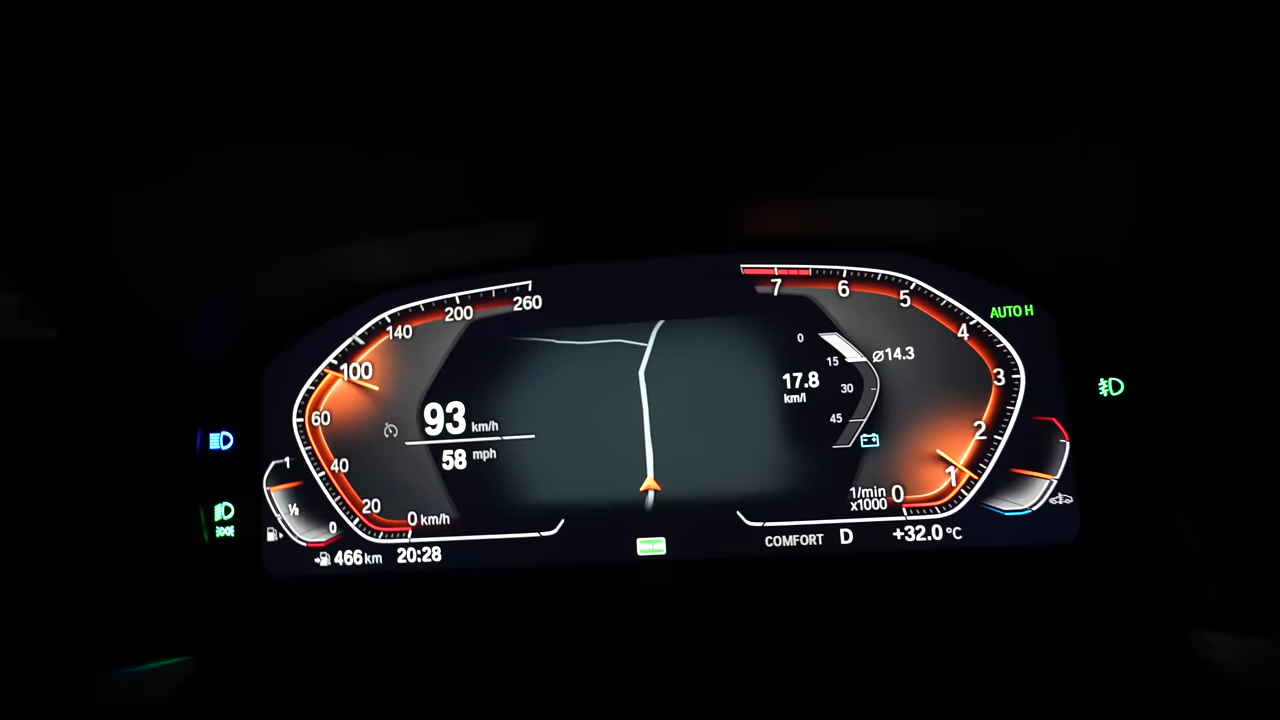 260
200
140
100
60
40
20
0 km/h
93 km/h
58 mph
1
½
0
466 km
20:28
7
6
5
4
3
2
1
0
1/min
x1000
0
15
30
45
Ø14.3
17.8
km/l
AUTO H
COMFORT D
+32.0 °C